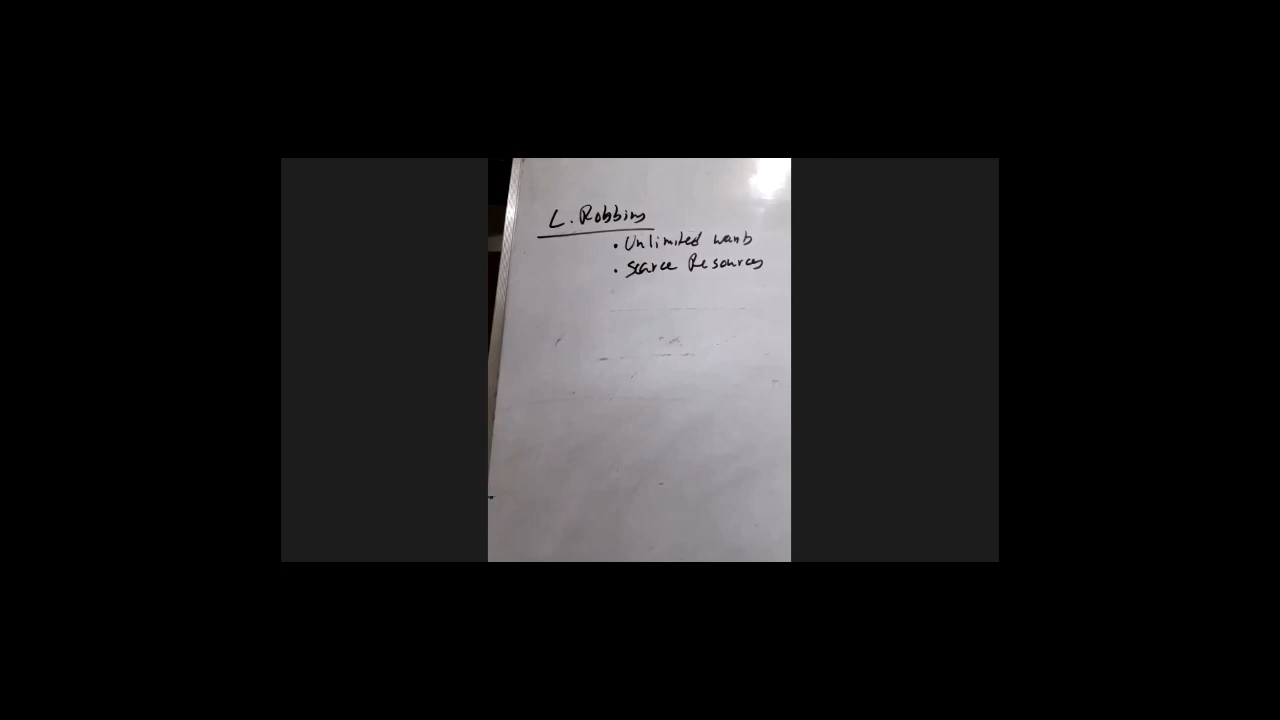 L. Robbins
• Unlimited wants
• Scarce Resources